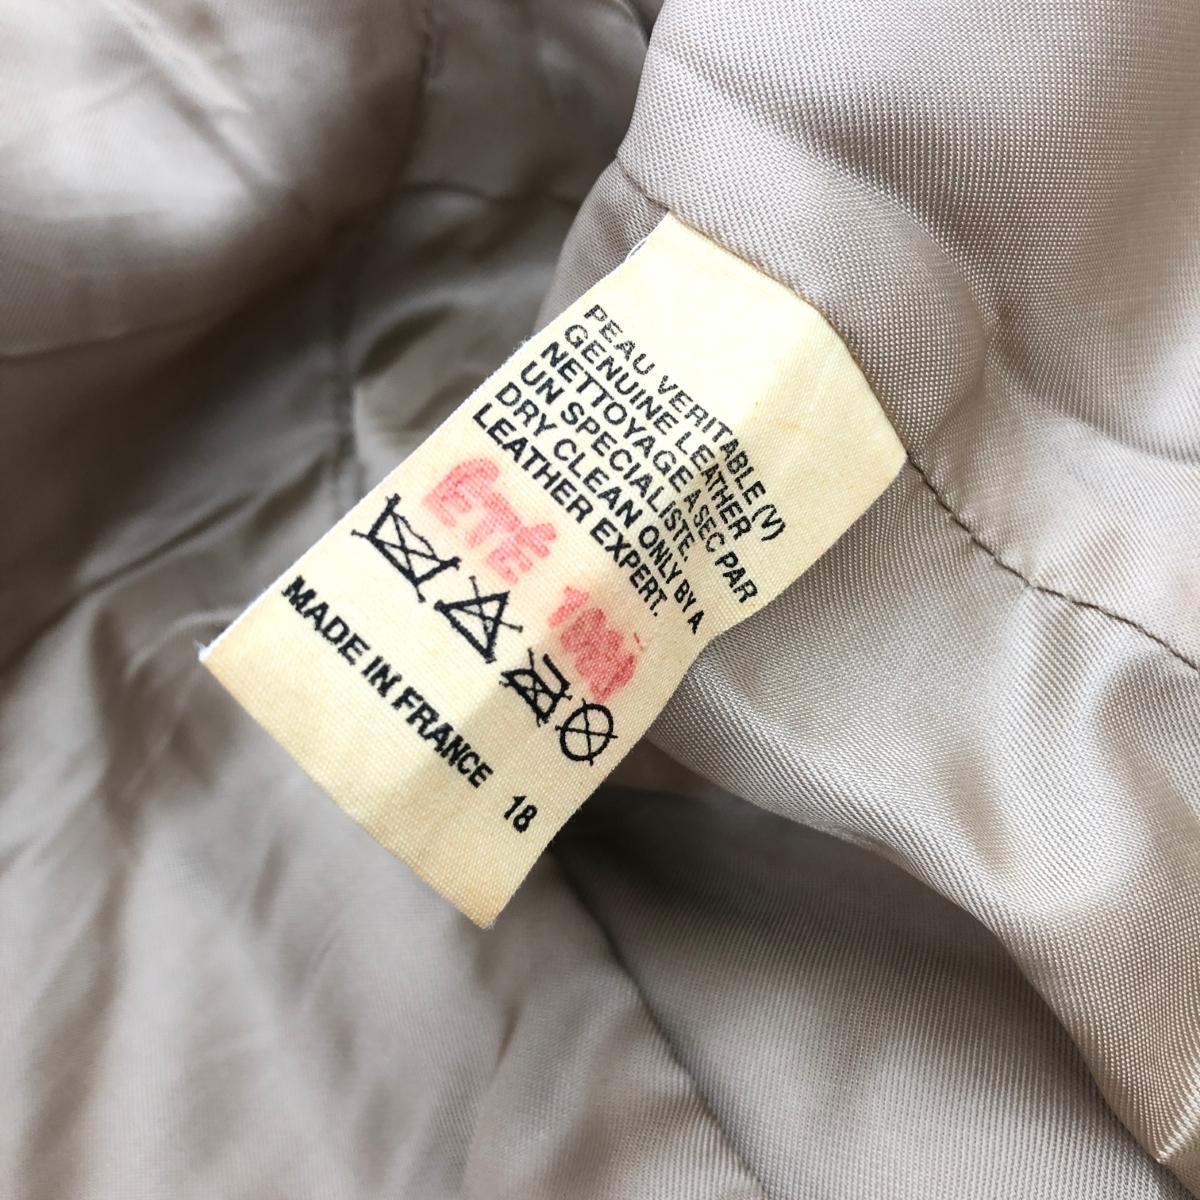 PEAU VERITABLE (V)
GENUINE LEATHER
NETTOYAGE A SEC PAR
UN SPECIALISTE.
DRY CLEAN ONLY BY A
LEATHER EXPERT.
ETÉ
MADE IN FRANCE 18